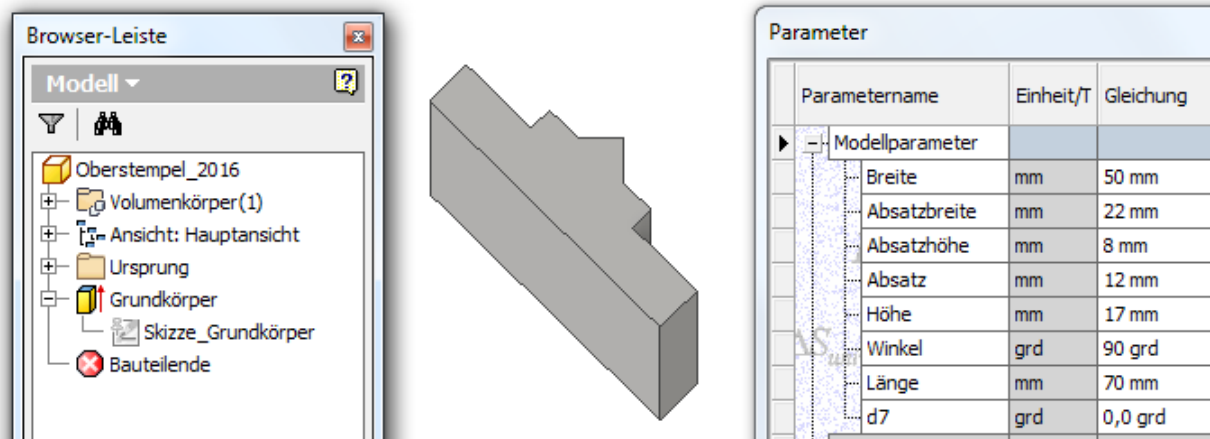 Browser-Leiste
Modell
Oberstempel_2016
Volumenkörper(1)
Ansicht: Hauptansicht
Ursprung
Grundkörper
Skizze_Grundkörper
Bauteilende
Parameter
Parametername Einheit/T Gleichung
Modellparameter
Breite mm 50 mm
Absatzbreite mm 22 mm
Absatzhöhe mm 8 mm
Absatz mm 12 mm
Höhe mm 17 mm
Winkel grd 90 grd
Länge mm 70 mm
d7 grd 0,0 grd